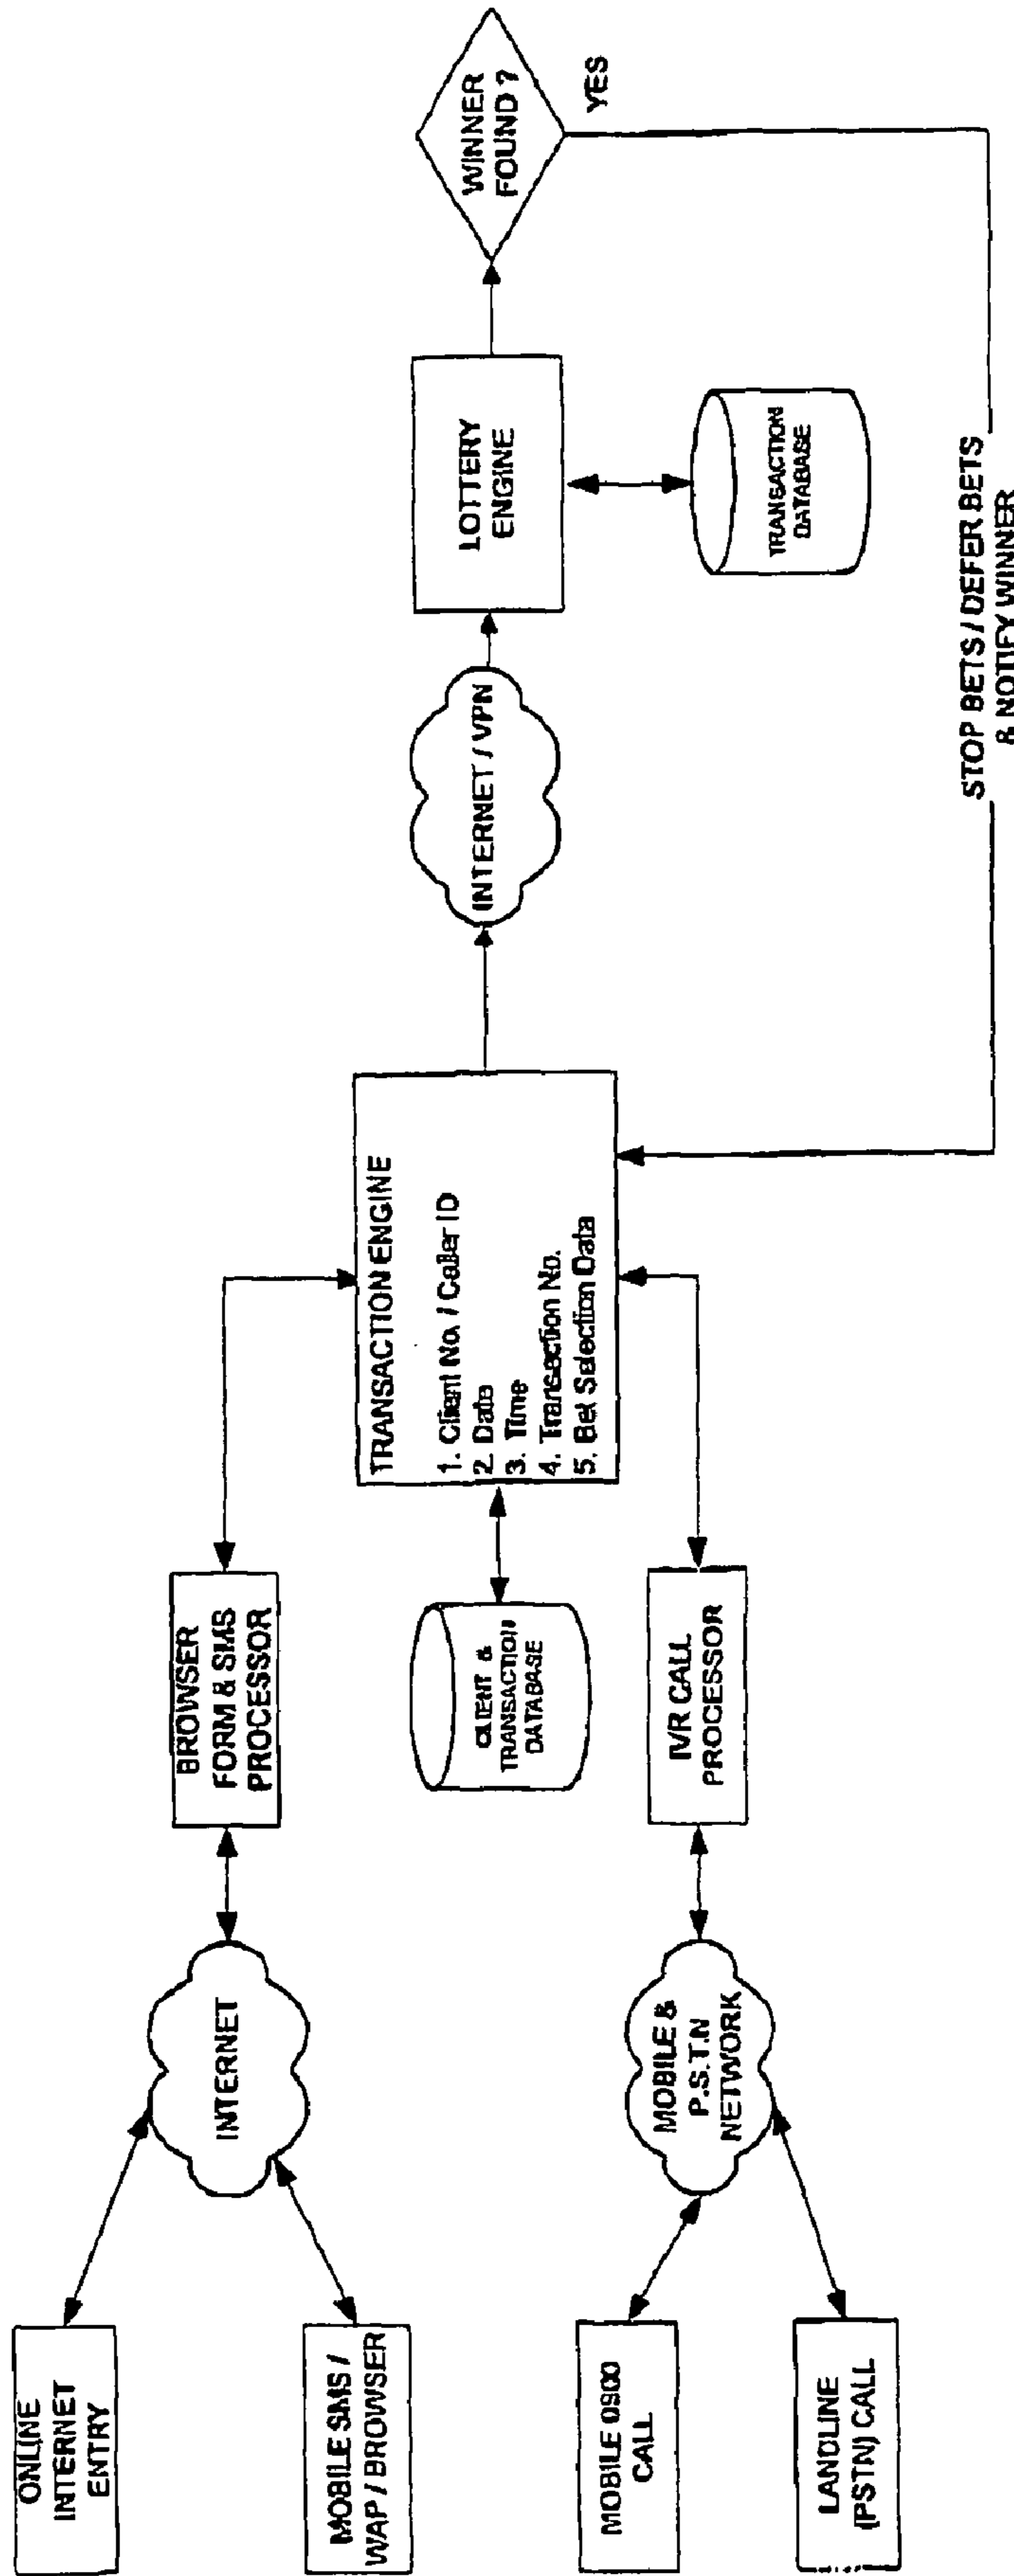 ONLINE
INTERNET
ENTRY
MOBILE SMS /
WAP / BROWSER
MOBILE 0900
CALL
LANDLINE
(PSTN) CALL
INTERNET
MOBILE &
P.S.T.N
NETWORK
BROWSER
FORM & SMS
PROCESSOR
CLIENT &
TRANSACTION
DATABASE
IVR CALL
PROCESSOR
TRANSACTION ENGINE
1. Client No. / Caller ID
2. Date
3. Time
4. Transection No.
5. Bet Selection Data
INTERNET / VPN
LOTTERY
ENGINE
TRANSACTION
DATABASE
WINNER
FOUND ?
YES
STOP BETS / DEFER BETS
& NOTIFY WINNER